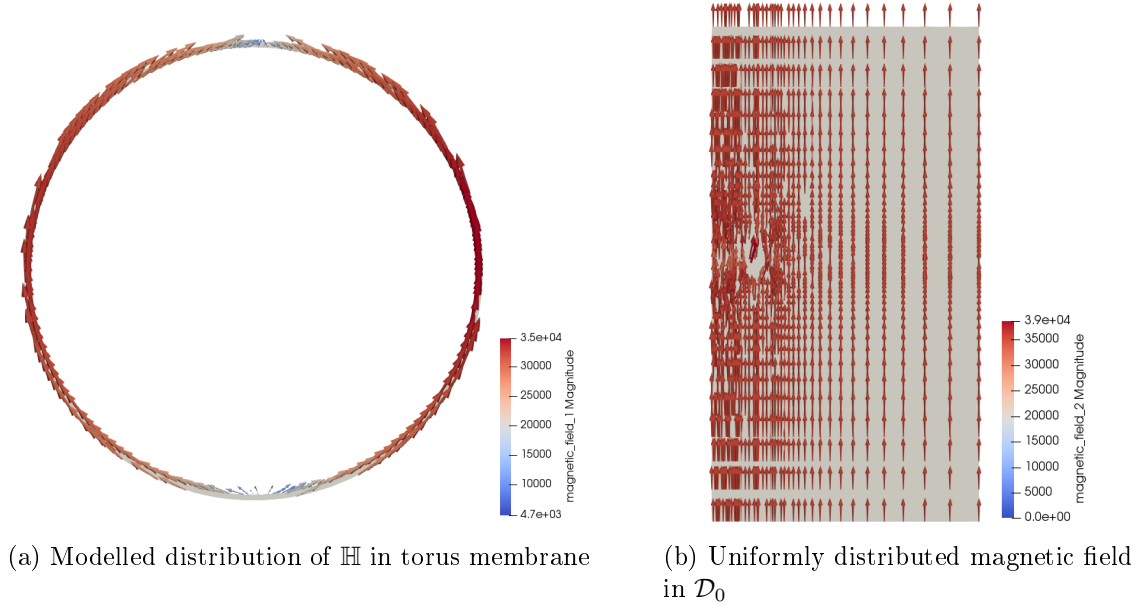 3.5e+04
30000
25000
20000
15000
10000
4.7e+03
magnetic_field_1 Magnitude
3.9e+04
35000
30000
25000
20000
15000
10000
5000
0.0e+00
magnetic_field_2 Magnitude
(a) Modelled distribution of ℍ in torus membrane
(b) Uniformly distributed magnetic field
in 𝒟₀